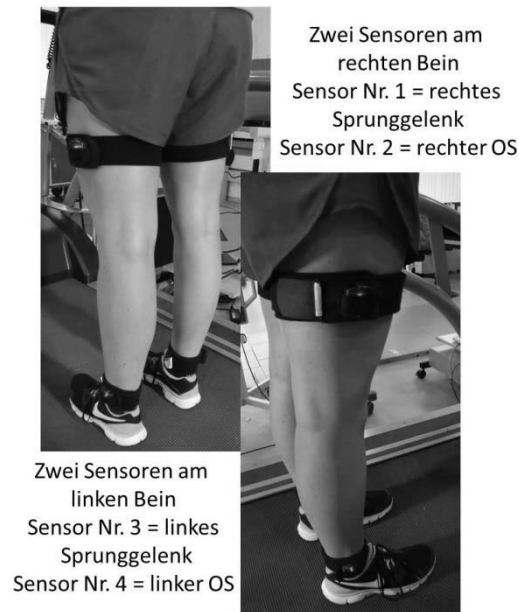 Zwei Sensoren am
rechten Bein
Sensor Nr. 1 = rechtes
Sprunggelenk
Sensor Nr. 2 = rechter OS
Zwei Sensoren am
linken Bein
Sensor Nr. 3 = linkes
Sprunggelenk
Sensor Nr. 4 = linker OS